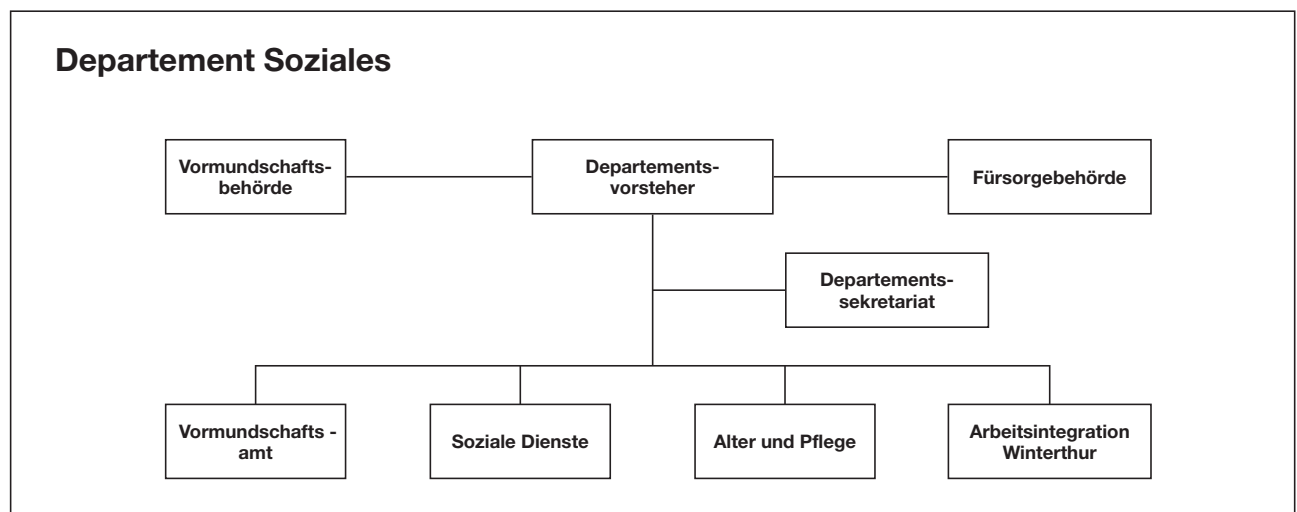 Departement Soziales
Vormundschafts-
behörde
Departements-
vorsteher
Fürsorgebehörde
Departements-
sekretariat
Vormundschafts -
amt
Soziale Dienste
Alter und Pflege
Arbeitsintegration
Winterthur